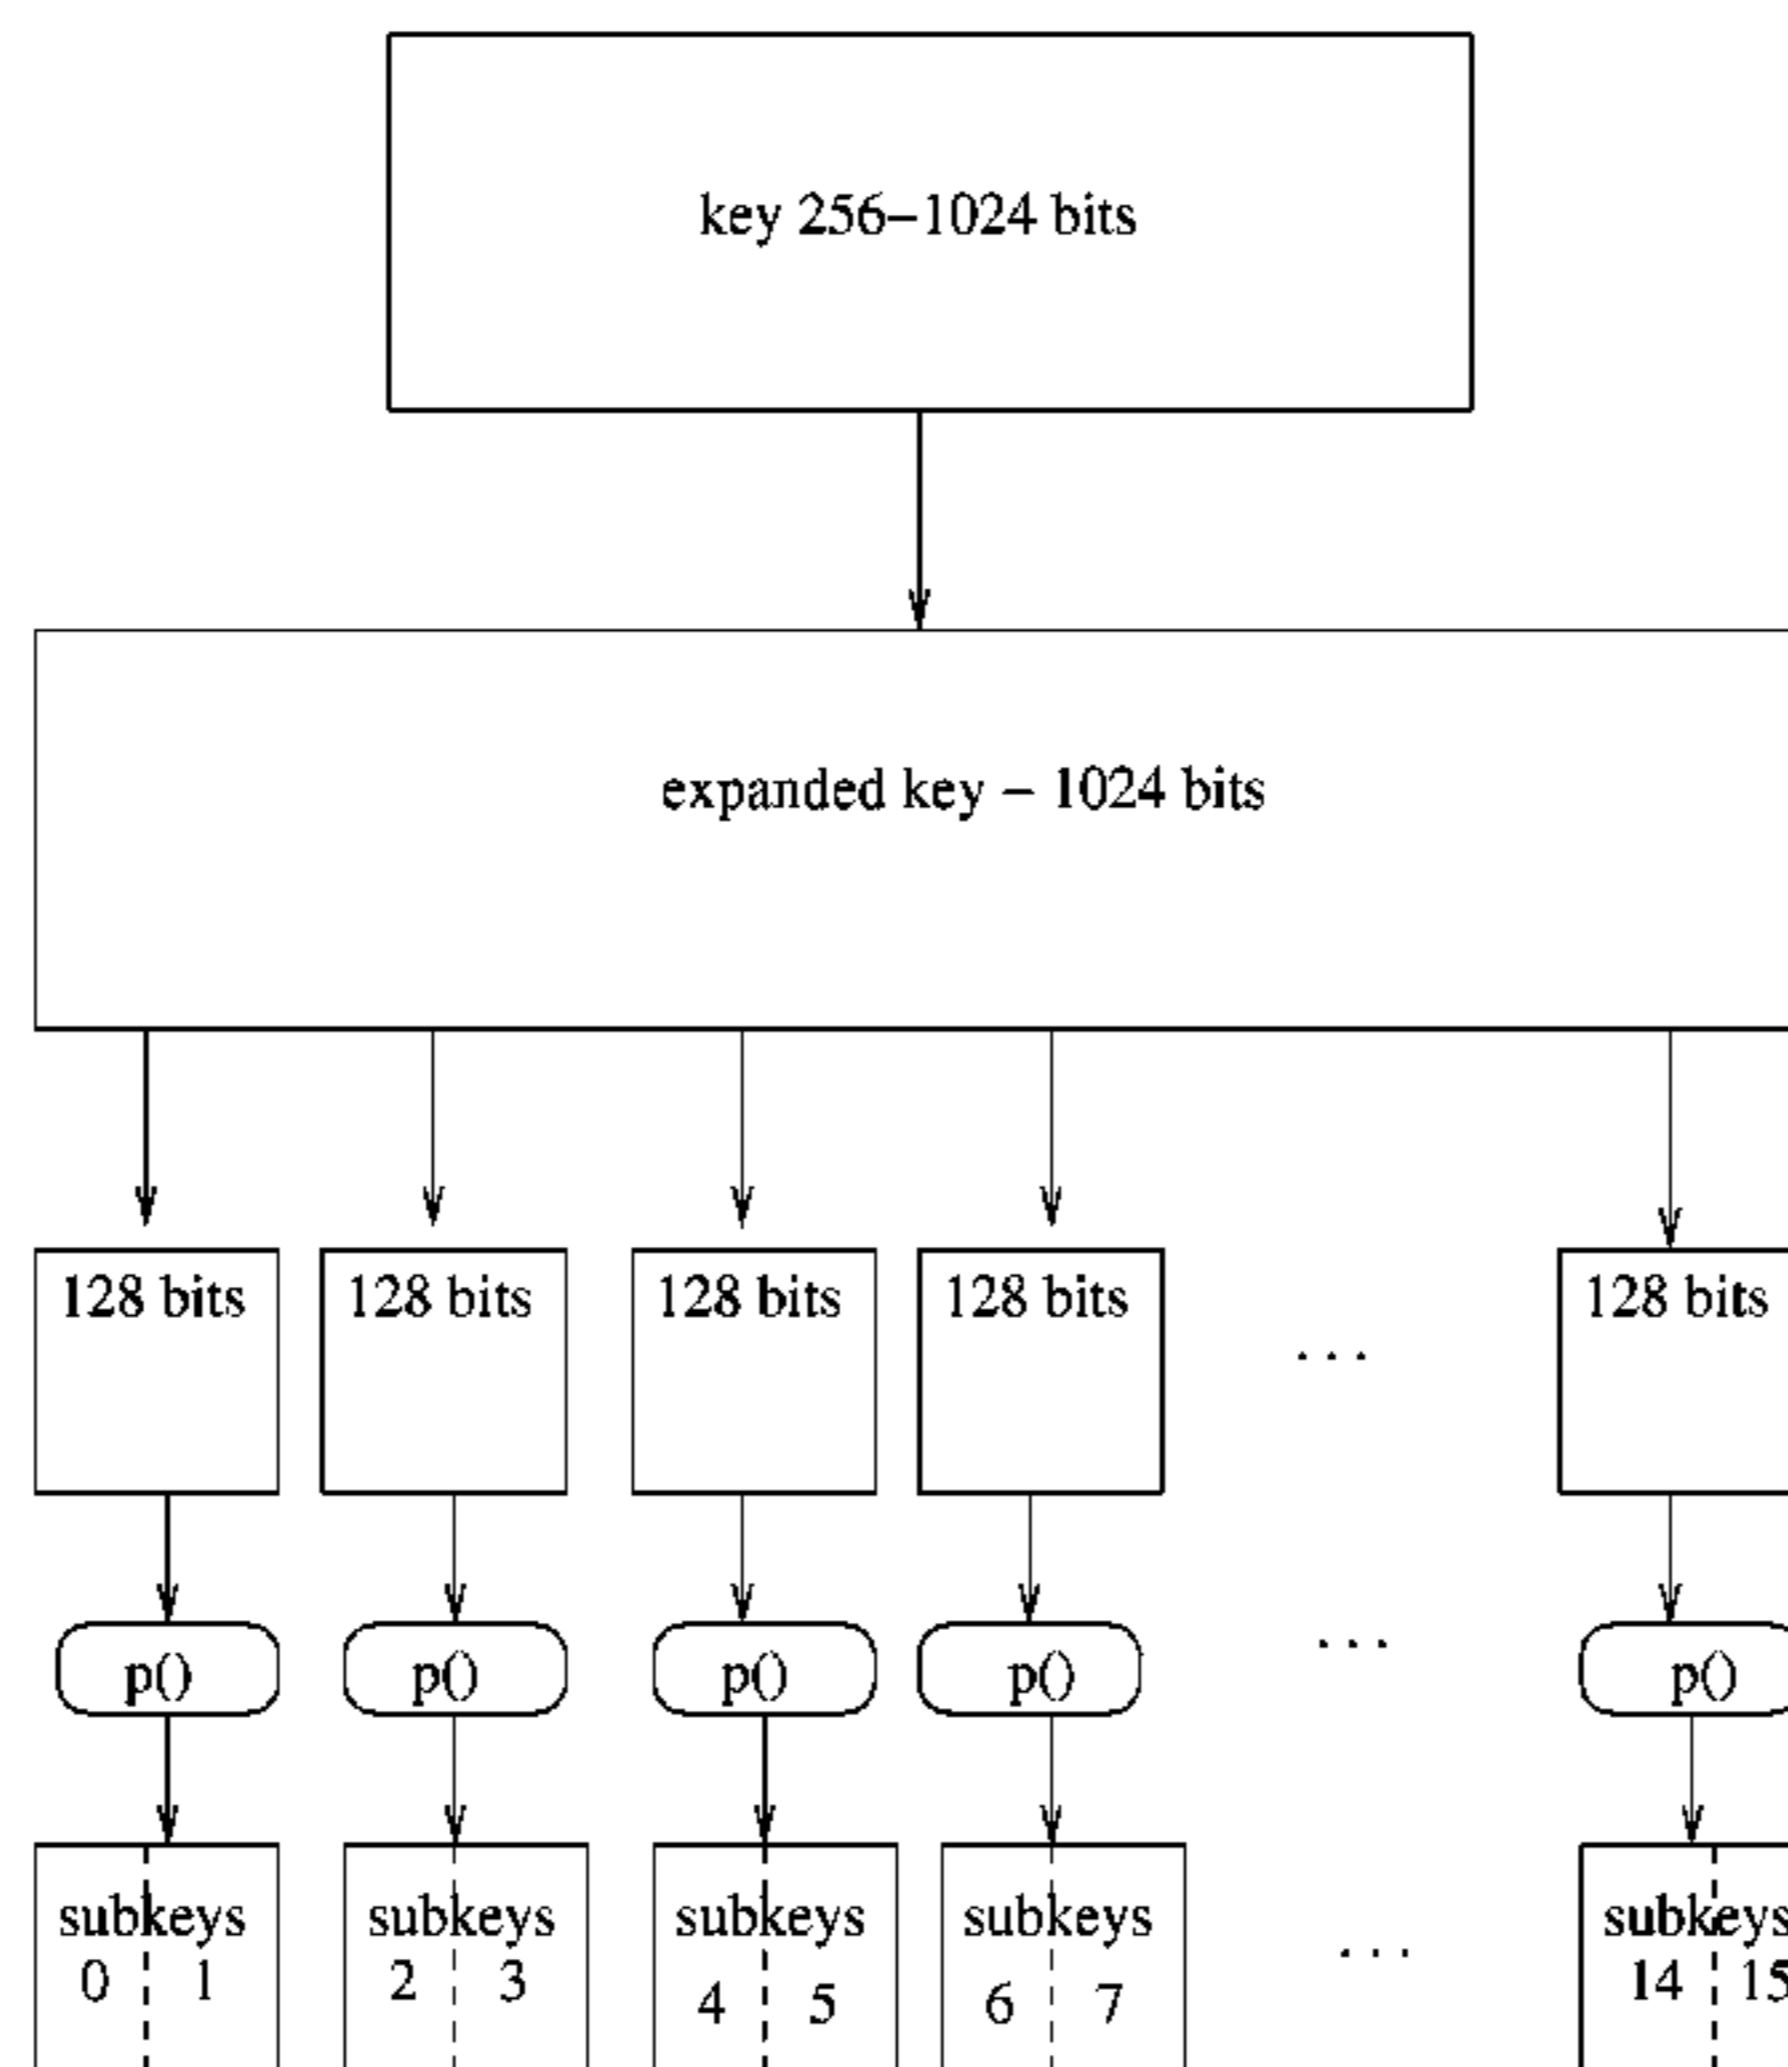 key 256–1024 bits
expanded key – 1024 bits
128 bits 128 bits 128 bits 128 bits ... 128 bits
p() p() p() p() ... p()
subkeys subkeys subkeys subkeys ... subkeys
0 1 2 3 4 5 6 7 14 15